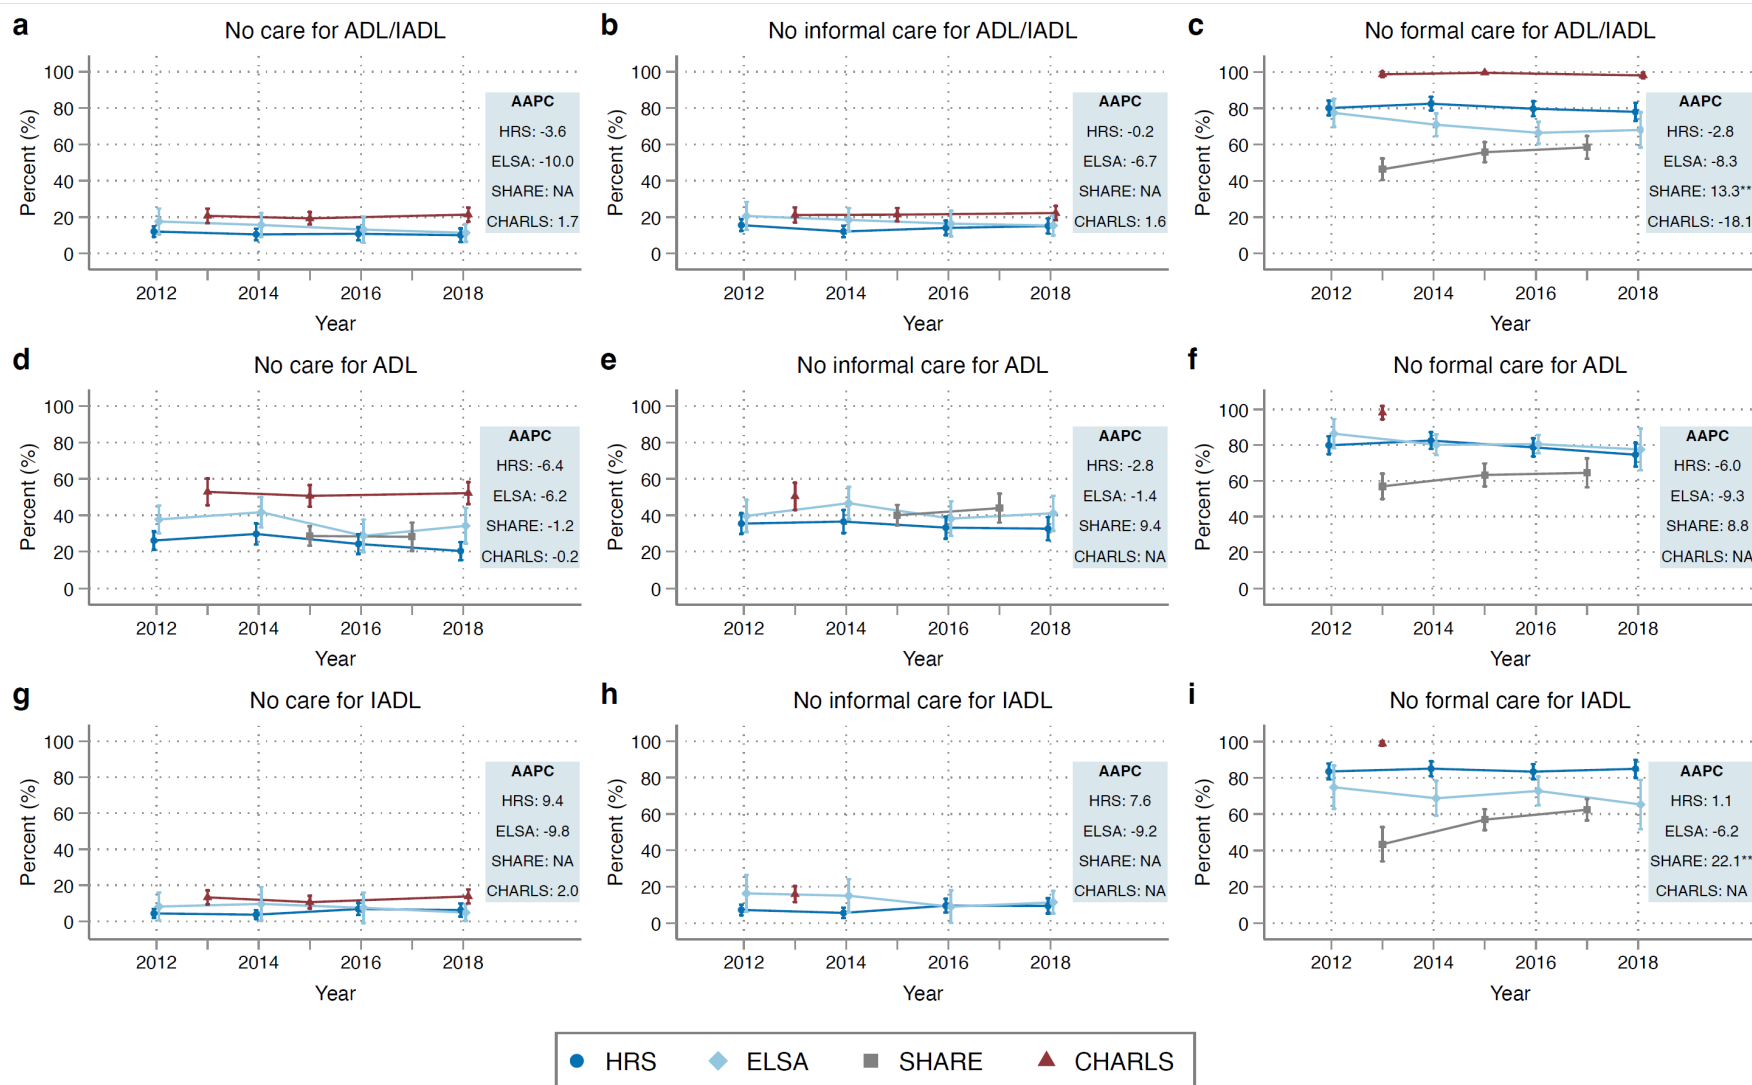 a No care for ADL/IADL
100
80
60
40
20
0
Percent (%)
AAPC
HRS: -3.6
ELSA: -10.0
SHARE: NA
CHARLS: 1.7
2012 2014 2016 2018
Year
b No informal care for ADL/IADL
100
80
60
40
20
0
Percent (%)
AAPC
HRS: -0.2
ELSA: -6.7
SHARE: NA
CHARLS: 1.6
2012 2014 2016 2018
Year
c No formal care for ADL/IADL
100
80
60
40
20
0
Percent (%)
AAPC
HRS: -2.8
ELSA: -8.3
SHARE: 13.3**
CHARLS: -18.1
2012 2014 2016 2018
Year
d No care for ADL
100
80
60
40
20
0
Percent (%)
AAPC
HRS: -6.4
ELSA: -6.2
SHARE: -1.2
CHARLS: -0.2
2012 2014 2016 2018
Year
e No informal care for ADL
100
80
60
40
20
0
Percent (%)
AAPC
HRS: -2.8
ELSA: -1.4
SHARE: 9.4
CHARLS: NA
2012 2014 2016 2018
Year
f No formal care for ADL
100
80
60
40
20
0
Percent (%)
AAPC
HRS: -6.0
ELSA: -9.3
SHARE: 8.8
CHARLS: NA
2012 2014 2016 2018
Year
g No care for IADL
100
80
60
40
20
0
Percent (%)
AAPC
HRS: 9.4
ELSA: -9.8
SHARE: NA
CHARLS: 2.0
2012 2014 2016 2018
Year
h No informal care for IADL
100
80
60
40
20
0
Percent (%)
AAPC
HRS: 7.6
ELSA: -9.2
SHARE: NA
CHARLS: NA
2012 2014 2016 2018
Year
i No formal care for IADL
100
80
60
40
20
0
Percent (%)
AAPC
HRS: 1.1
ELSA: -6.2
SHARE: 22.1**
CHARLS: NA
2012 2014 2016 2018
Year
HRS ELSA SHARE CHARLS